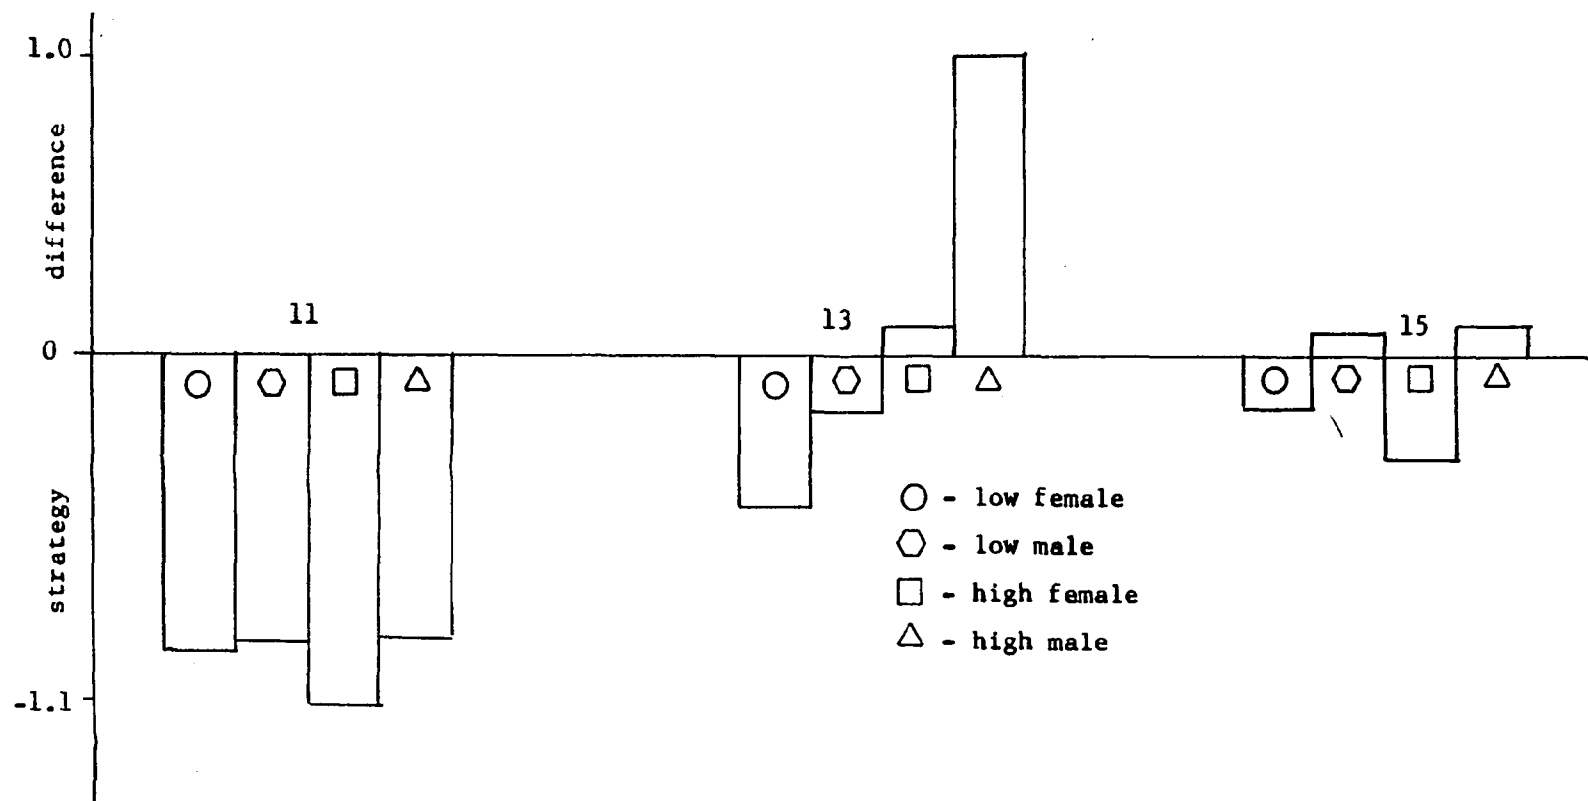 1.0
difference
11
13
15
0
strategy
- low female
- low male
- high female
- high male
-1.1